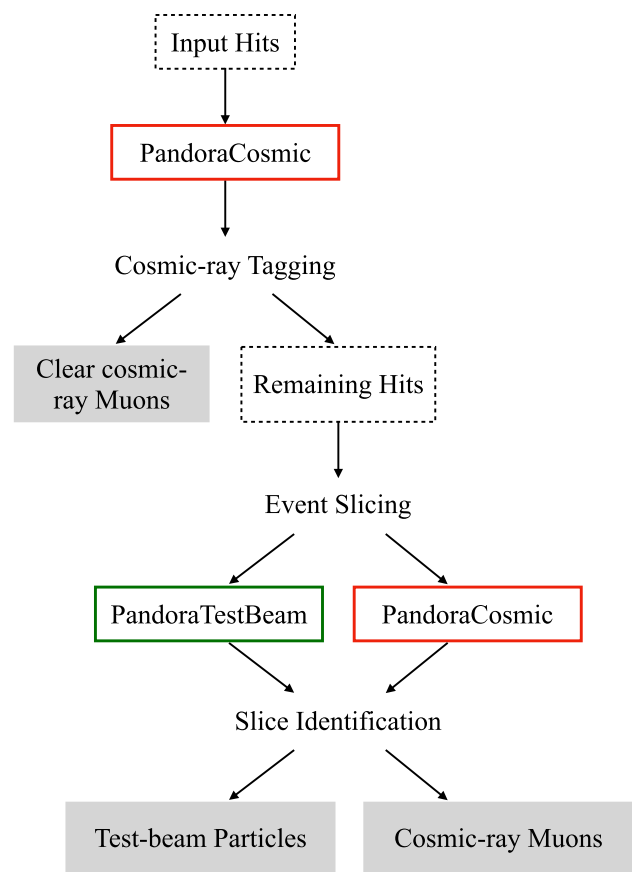 Input Hits
PandoraCosmic
Cosmic-ray Tagging
Clear cosmic-
ray Muons
Remaining Hits
Event Slicing
PandoraTestBeam
PandoraCosmic
Slice Identification
Test-beam Particles
Cosmic-ray Muons